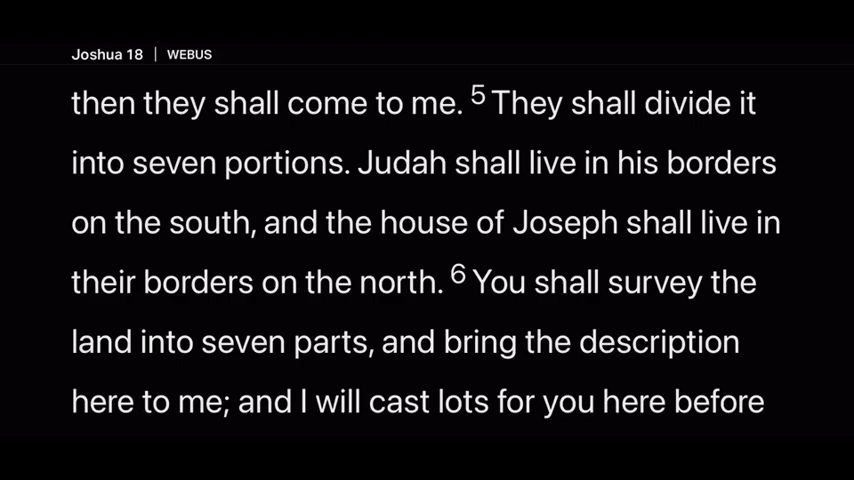 Joshua 18 | WEBUS
then they shall come to me. 5 They shall divide it
into seven portions. Judah shall live in his borders
on the south, and the house of Joseph shall live in
their borders on the north. 6 You shall survey the
land into seven parts, and bring the description
here to me; and I will cast lots for you here before